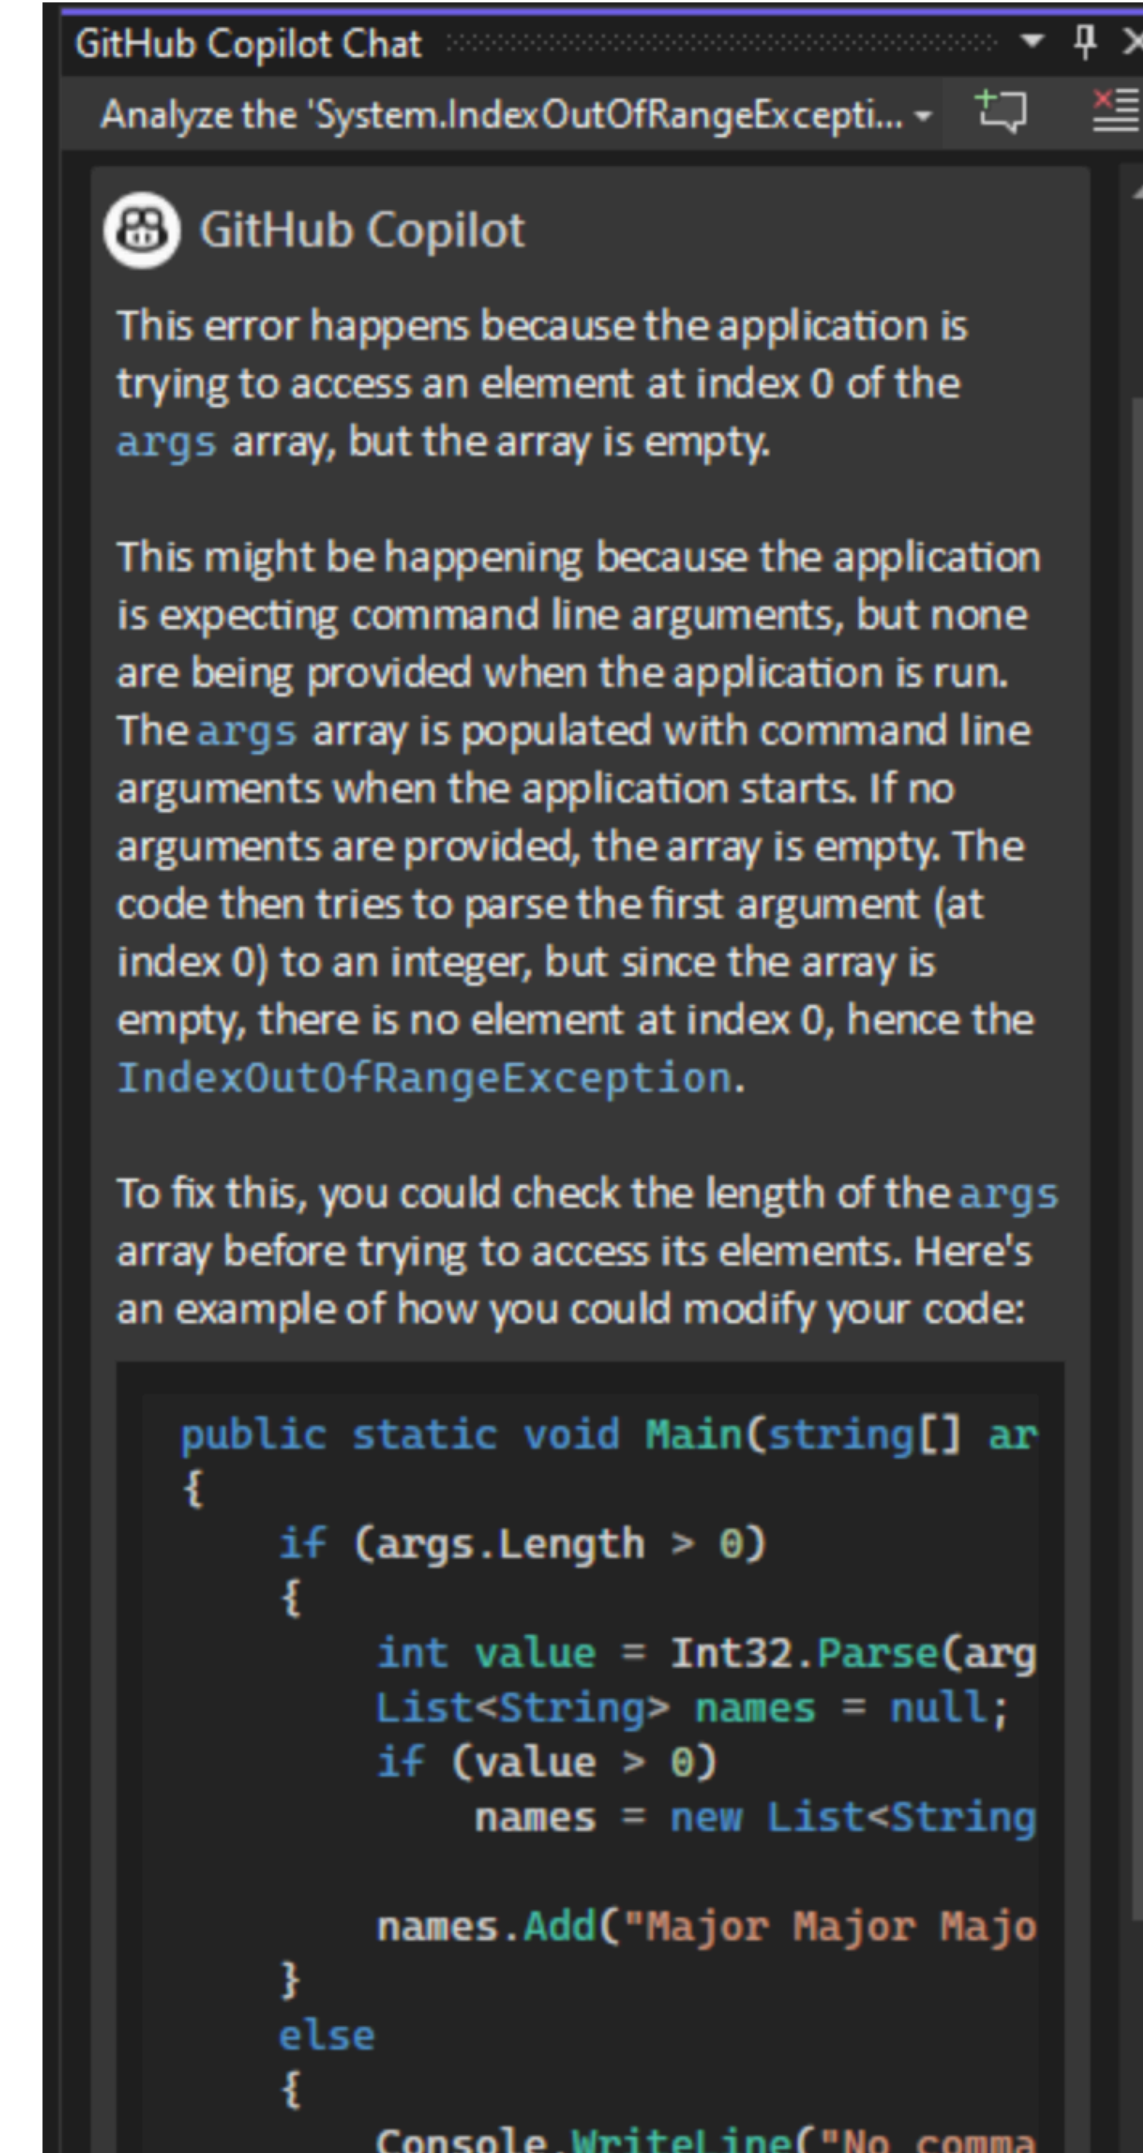 GitHub Copilot Chat
Analyze the 'System.IndexOutOfRangeExcepti...
GitHub Copilot
This error happens because the application is
trying to access an element at index 0 of the
args array, but the array is empty.
This might be happening because the application
is expecting command line arguments, but none
are being provided when the application is run.
The args array is populated with command line
arguments when the application starts. If no
arguments are provided, the array is empty. The
code then tries to parse the first argument (at
index 0) to an integer, but since the array is
empty, there is no element at index 0, hence the
IndexOutOfRangeException.
To fix this, you could check the length of the args
array before trying to access its elements. Here's
an example of how you could modify your code:
public static void Main(string[] ar
{
if (args.Length > 0)
{
int value = Int32.Parse(arg
List<String> names = null;
if (value > 0)
names = new List<String
names.Add("Major Major Majo
}
else
{
Console.WriteLine("No comma